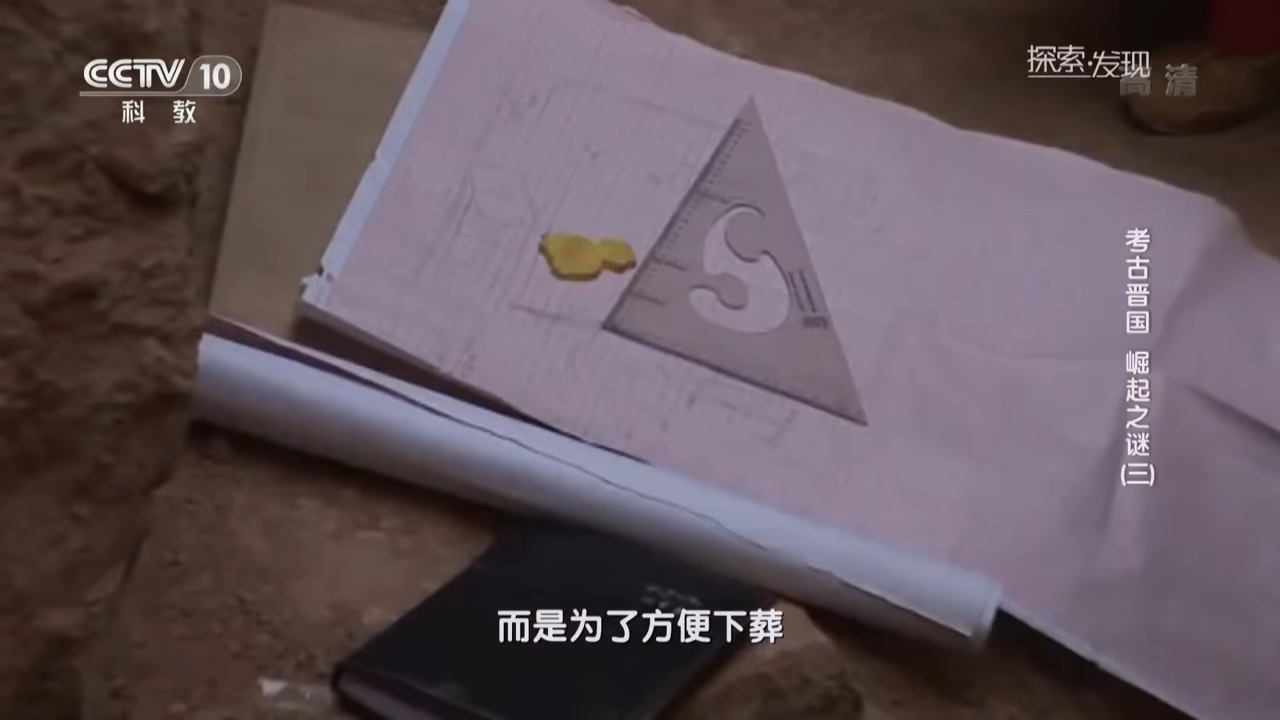 CCTV 10
科 教
探索·发现
高 清
考古晋国 崛起之谜(三)
而是为了方便下葬